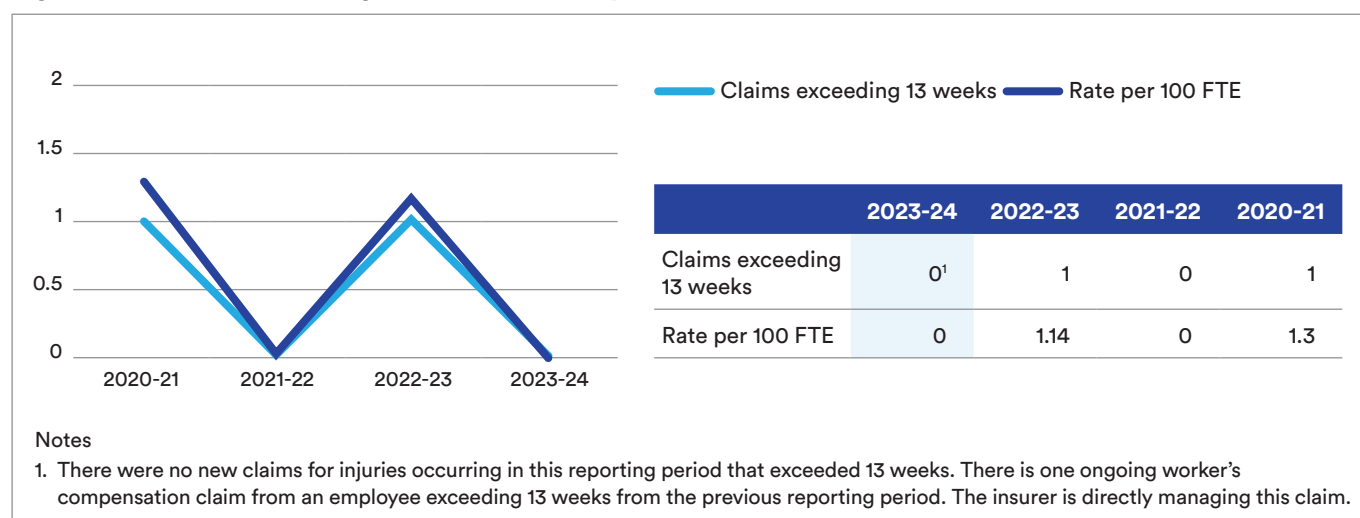 2
1.5
1
0.5
0
2020-21 2021-22 2022-23 2023-24
Claims exceeding 13 weeks Rate per 100 FTE
2023-24 2022-23 2021-22 2020-21
Claims exceeding
13 weeks 0¹ 1 0 1
Rate per 100 FTE 0 1.14 0 1.3
Notes
1. There were no new claims for injuries occurring in this reporting period that exceeded 13 weeks. There is one ongoing worker’s
compensation claim from an employee exceeding 13 weeks from the previous reporting period. The insurer is directly managing this claim.